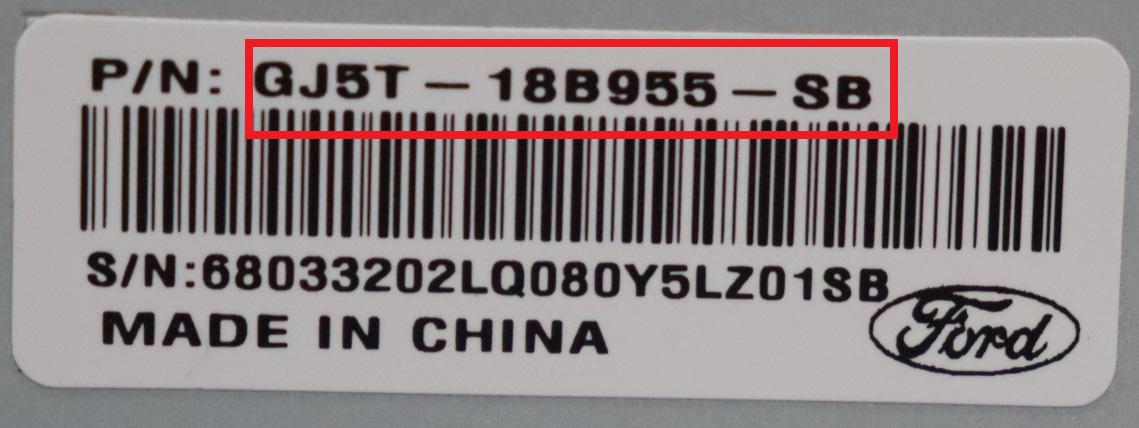 P/N: GJ5T-18B955-SB
S/N:68033202LQ080Y5LZ01SB
MADE IN CHINA
Ford